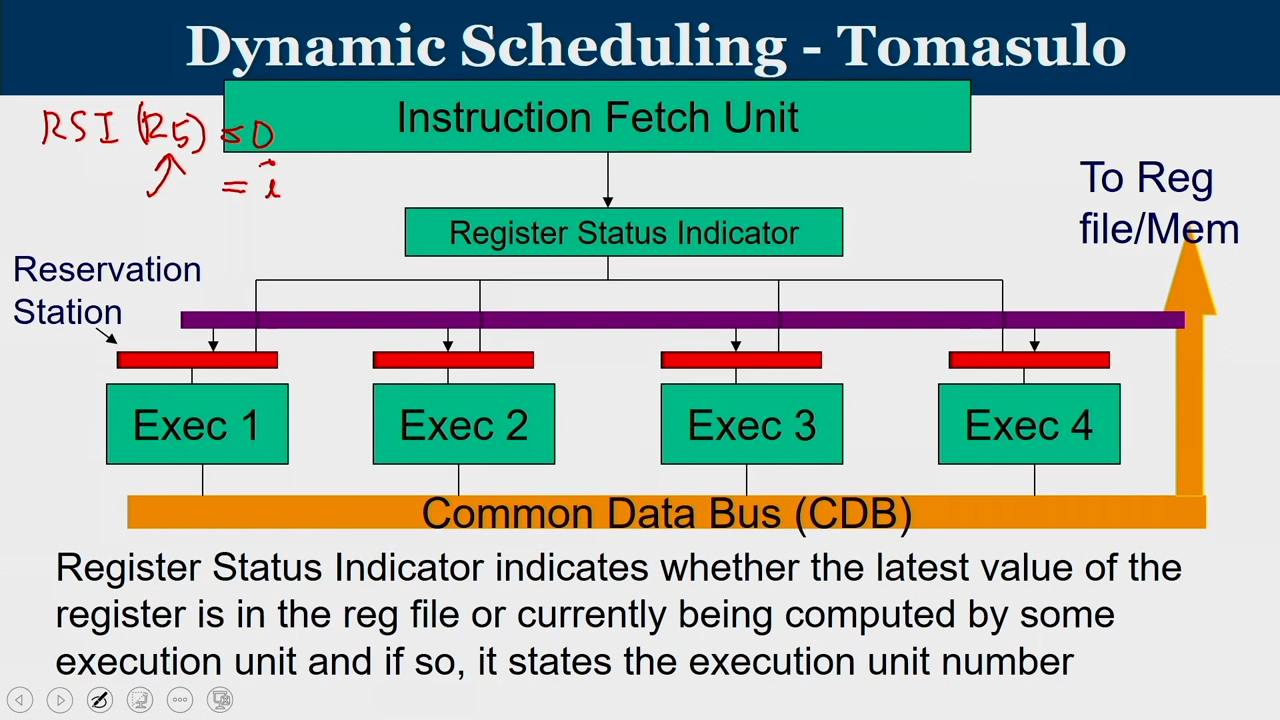 Dynamic Scheduling - Tomasulo
Instruction Fetch Unit
RSI (R5) = 0
= i
Register Status Indicator
To Reg
file/Mem
Reservation
Station
Exec 1
Exec 2
Exec 3
Exec 4
Common Data Bus (CDB)
Register Status Indicator indicates whether the latest value of the
register is in the reg file or currently being computed by some
execution unit and if so, it states the execution unit number